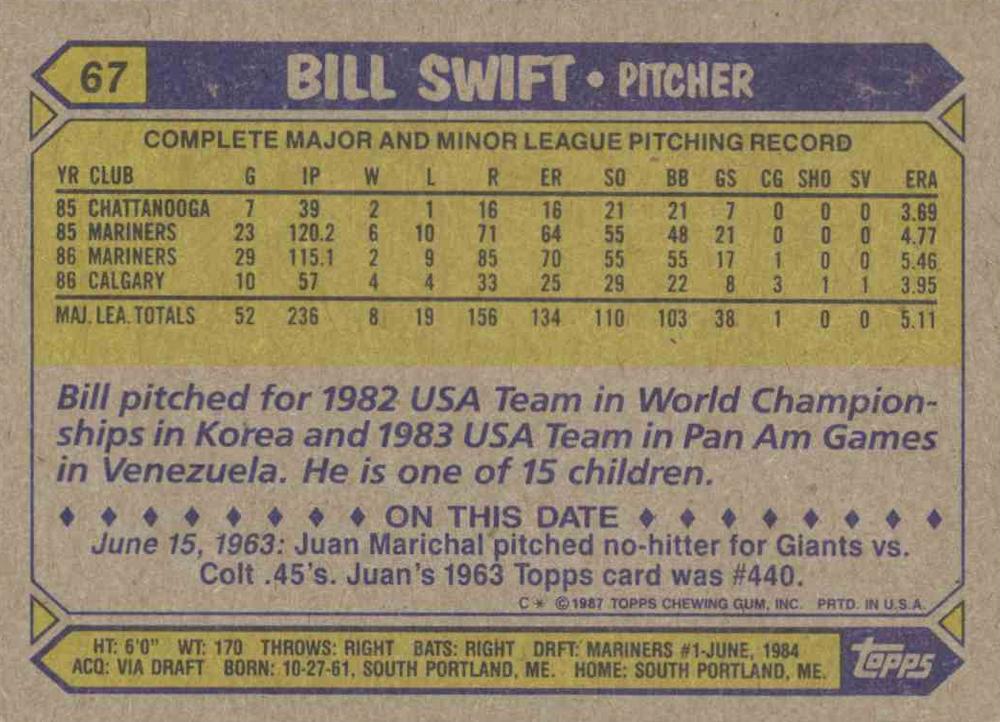 67 BILL SWIFT • PITCHER
COMPLETE MAJOR AND MINOR LEAGUE PITCHING RECORD
YR CLUB G IP W L R ER SO BB GS CG SHO SV ERA
85 CHATTANOOGA 7 39 2 1 16 16 21 21 7 0 0 0 3.69
85 MARINERS 23 120.2 6 10 71 64 55 48 21 0 0 0 4.77
86 MARINERS 29 115.1 2 9 85 70 55 55 17 1 0 0 5.46
86 CALGARY 10 57 4 4 33 25 29 22 8 3 1 1 3.95
MAJ. LEA. TOTALS 52 236 8 19 156 134 110 103 38 1 0 0 5.11
Bill pitched for 1982 USA Team in World Champion-
ships in Korea and 1983 USA Team in Pan Am Games
in Venezuela. He is one of 15 children.
♦ ♦ ♦ ♦ ♦ ♦ ♦ ♦ ON THIS DATE ♦ ♦ ♦ ♦ ♦ ♦ ♦ ♦
June 15, 1963: Juan Marichal pitched no-hitter for Giants vs.
Colt .45's. Juan's 1963 Topps card was #440.
C* ©1987 TOPPS CHEWING GUM, INC. PRTD. IN U.S.A.
HT: 6'0" WT: 170 THROWS: RIGHT BATS: RIGHT DRFT: MARINERS #1-JUNE, 1984
ACQ: VIA DRAFT BORN: 10-27-61, SOUTH PORTLAND, ME. HOME: SOUTH PORTLAND, ME.
topps